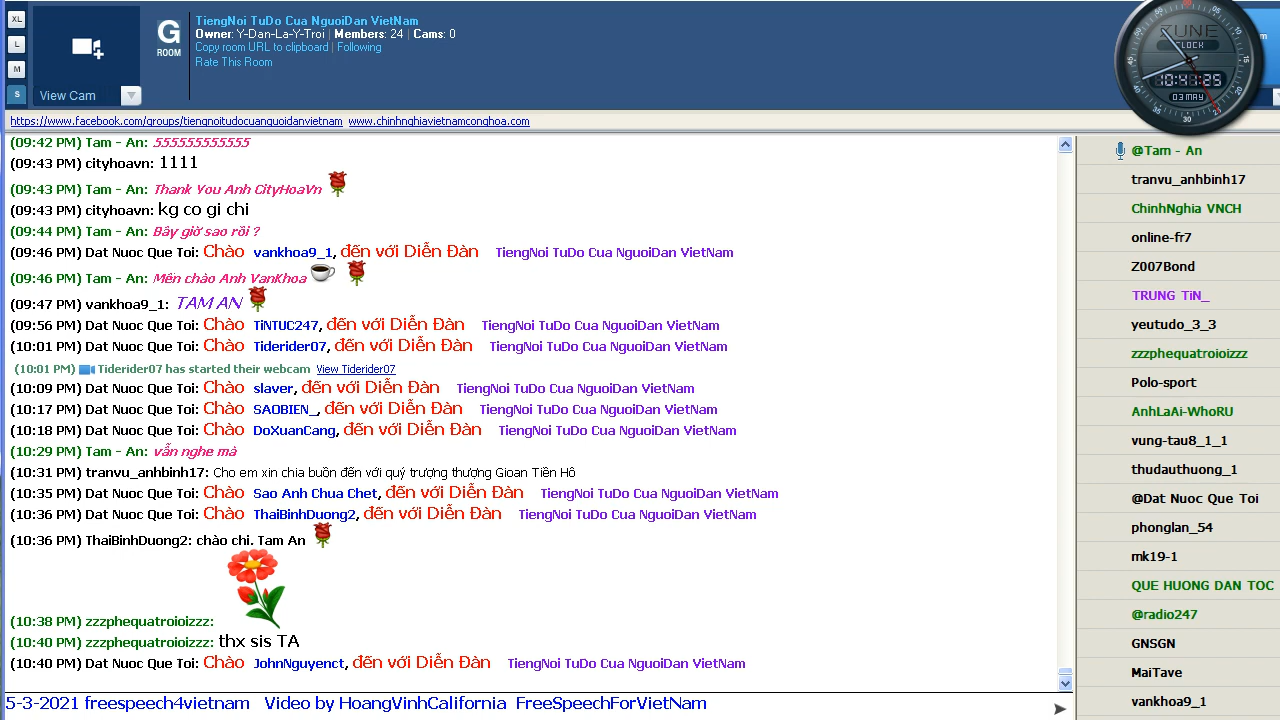 XL
L
M
S
View Cam
G
ROOM
TiengNoi TuDo Cua NguoiDan VietNam
Owner: Y-Dan-La-Y-Troi | Members: 24 | Cams: 0
Copy room URL to clipboard | Following
Rate This Room
ZUNE
CLOCK
10:47:25
03 MAY
https://www.facebook.com/groups/tiengnoitudocuanguoidanvietnam www.chinhnghiavietnamconghoa.com
(09:42 PM) Tam - An: 555555555555
(09:43 PM) cityhoavn: 1111
(09:43 PM) Tam - An: Thank You Anh CityHoaVn
(09:43 PM) cityhoavn: kg co gi chi
(09:44 PM) Tam - An: Bây giờ sao rồi ?
(09:46 PM) Dat Nuoc Que Toi: Chào vankhoa9_1, đến với Diễn Đàn TiengNoi TuDo Cua NguoiDan VietNam
(09:46 PM) Tam - An: Mến chào Anh VanKhoa
(09:47 PM) vankhoa9_1: TAM AN
(09:56 PM) Dat Nuoc Que Toi: Chào TiNTUC247, đến với Diễn Đàn TiengNoi TuDo Cua NguoiDan VietNam
(10:01 PM) Dat Nuoc Que Toi: Chào Tiderider07, đến với Diễn Đàn TiengNoi TuDo Cua NguoiDan VietNam
(10:01 PM) Tiderider07 has started their webcam View Tiderider07
(10:09 PM) Dat Nuoc Que Toi: Chào slaver, đến với Diễn Đàn TiengNoi TuDo Cua NguoiDan VietNam
(10:17 PM) Dat Nuoc Que Toi: Chào SAOBIEN_, đến với Diễn Đàn TiengNoi TuDo Cua NguoiDan VietNam
(10:18 PM) Dat Nuoc Que Toi: Chào DoXuanCang, đến với Diễn Đàn TiengNoi TuDo Cua NguoiDan VietNam
(10:29 PM) Tam - An: vẫn nghe mà
(10:31 PM) tranvu_anhbinh17: Cho em xin chia buồn đến với quý trượng thượng Gioan Tiền Hô
(10:35 PM) Dat Nuoc Que Toi: Chào Sao Anh Chua Chet, đến với Diễn Đàn TiengNoi TuDo Cua NguoiDan VietNam
(10:36 PM) Dat Nuoc Que Toi: Chào ThaiBinhDuong2, đến với Diễn Đàn TiengNoi TuDo Cua NguoiDan VietNam
(10:36 PM) ThaiBinhDuong2: chào chi. Tam An
(10:38 PM) zzzphequatroioizzz:
(10:40 PM) zzzphequatroioizzz: thx sis TA
(10:40 PM) Dat Nuoc Que Toi: Chào JohnNguyenct, đến với Diễn Đàn TiengNoi TuDo Cua NguoiDan VietNam
5-3-2021 freespeech4vietnam Video by HoangVinhCalifornia FreeSpeechForVietNam
@Tam - An
tranvu_anhbinh17
ChinhNghia VNCH
online-fr7
Z007Bond
TRUNG TiN_
yeutudo_3_3
zzzphequatroioizzz
Polo-sport
AnhLaAi-WhoRU
vung-tau8_1_1
thudauthuong_1
@Dat Nuoc Que Toi
phonglan_54
mk19-1
QUE HUONG DAN TOC
@radio247
GNSGN
MaiTave
vankhoa9_1